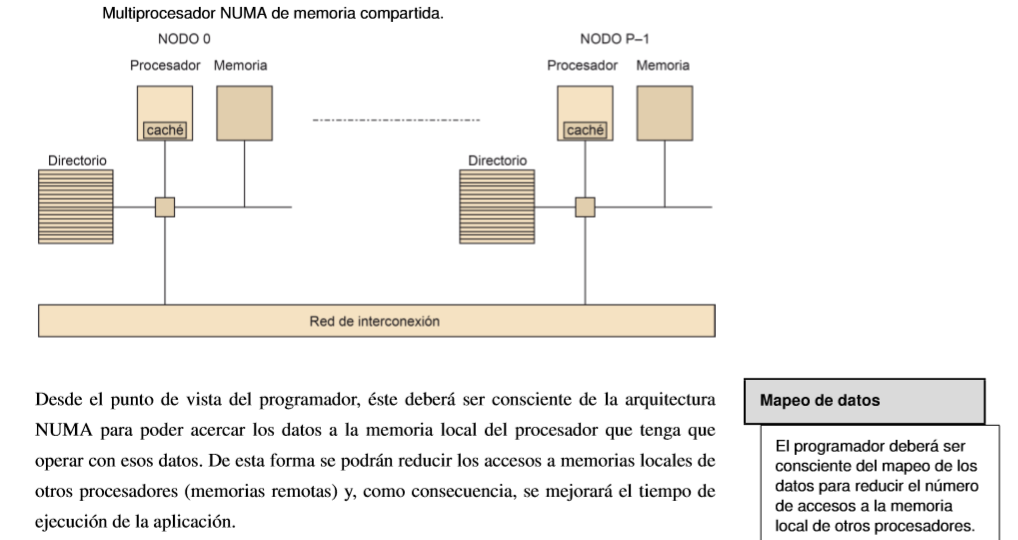 Multiprocesador NUMA de memoria compartida.
NODO 0
NODO P–1
Procesador Memoria
Procesador Memoria
caché
caché
Directorio
Directorio
Red de interconexión
Desde el punto de vista del programador, éste deberá ser consciente de la arquitectura
NUMA para poder acercar los datos a la memoria local del procesador que tenga que
operar con esos datos. De esta forma se podrán reducir los accesos a memorias locales de
otros procesadores (memorias remotas) y, como consecuencia, se mejorará el tiempo de
ejecución de la aplicación.
Mapeo de datos
El programador deberá ser
consciente del mapeo de los
datos para reducir el número
de accesos a la memoria
local de otros procesadores.